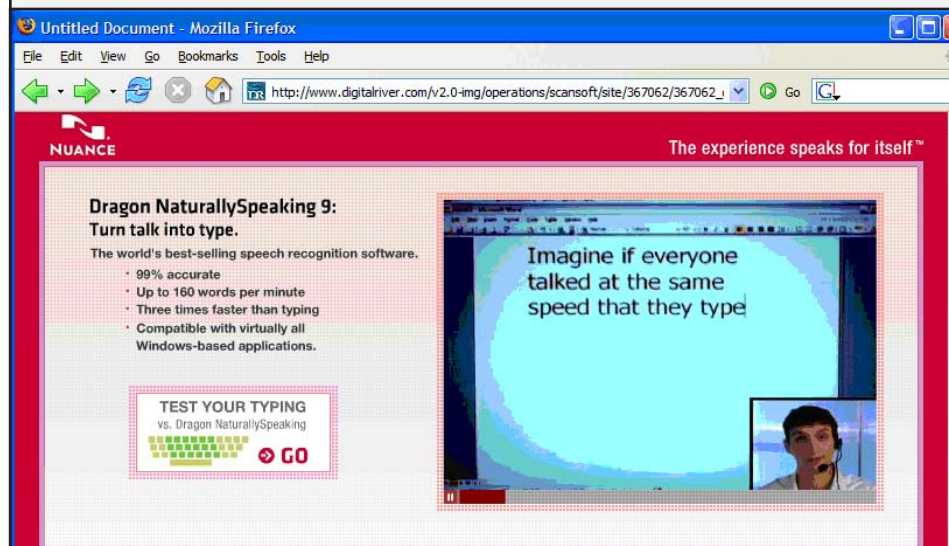 Untitled Document - Mozilla Firefox
File Edit View Go Bookmarks Tools Help
http://www.digitalriver.com/v2.0-img/operations/scansoft/site/367062/367062_ Go
NUANCE
The experience speaks for itself™
Dragon NaturallySpeaking 9:
Turn talk into type.
The world's best-selling speech recognition software.
• 99% accurate
• Up to 160 words per minute
• Three times faster than typing
• Compatible with virtually all
Windows-based applications.
TEST YOUR TYPING
vs. Dragon NaturallySpeaking
GO
Imagine if everyone
talked at the same
speed that they type